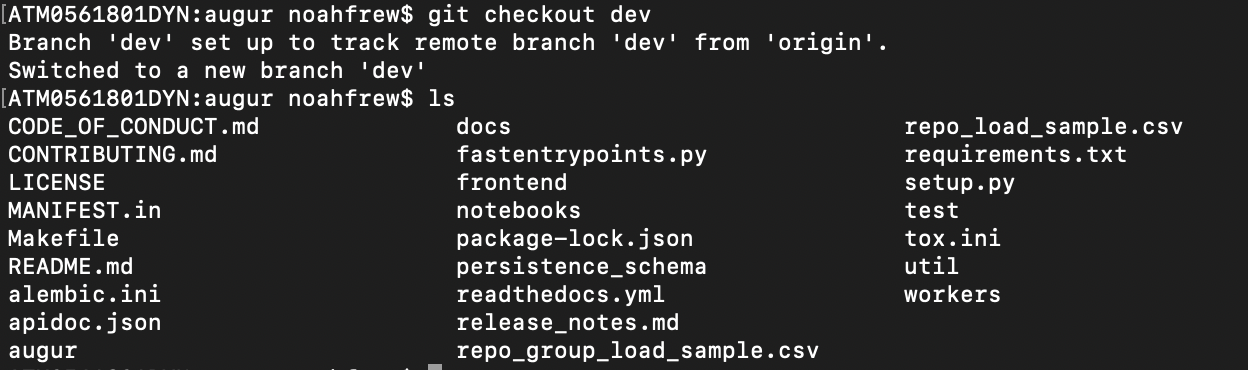 [ATM0561801DYN:augur noahfrew$ git checkout dev
Branch 'dev' set up to track remote branch 'dev' from 'origin'.
Switched to a new branch 'dev'
[ATM0561801DYN:augur noahfrew$ ls
CODE_OF_CONDUCT.md docs repo_load_sample.csv
CONTRIBUTING.md fastentrypoints.py requirements.txt
LICENSE frontend setup.py
MANIFEST.in notebooks test
Makefile package-lock.json tox.ini
README.md persistence_schema util
alembic.ini readthedocs.yml workers
apidoc.json release_notes.md
augur repo_group_load_sample.csv